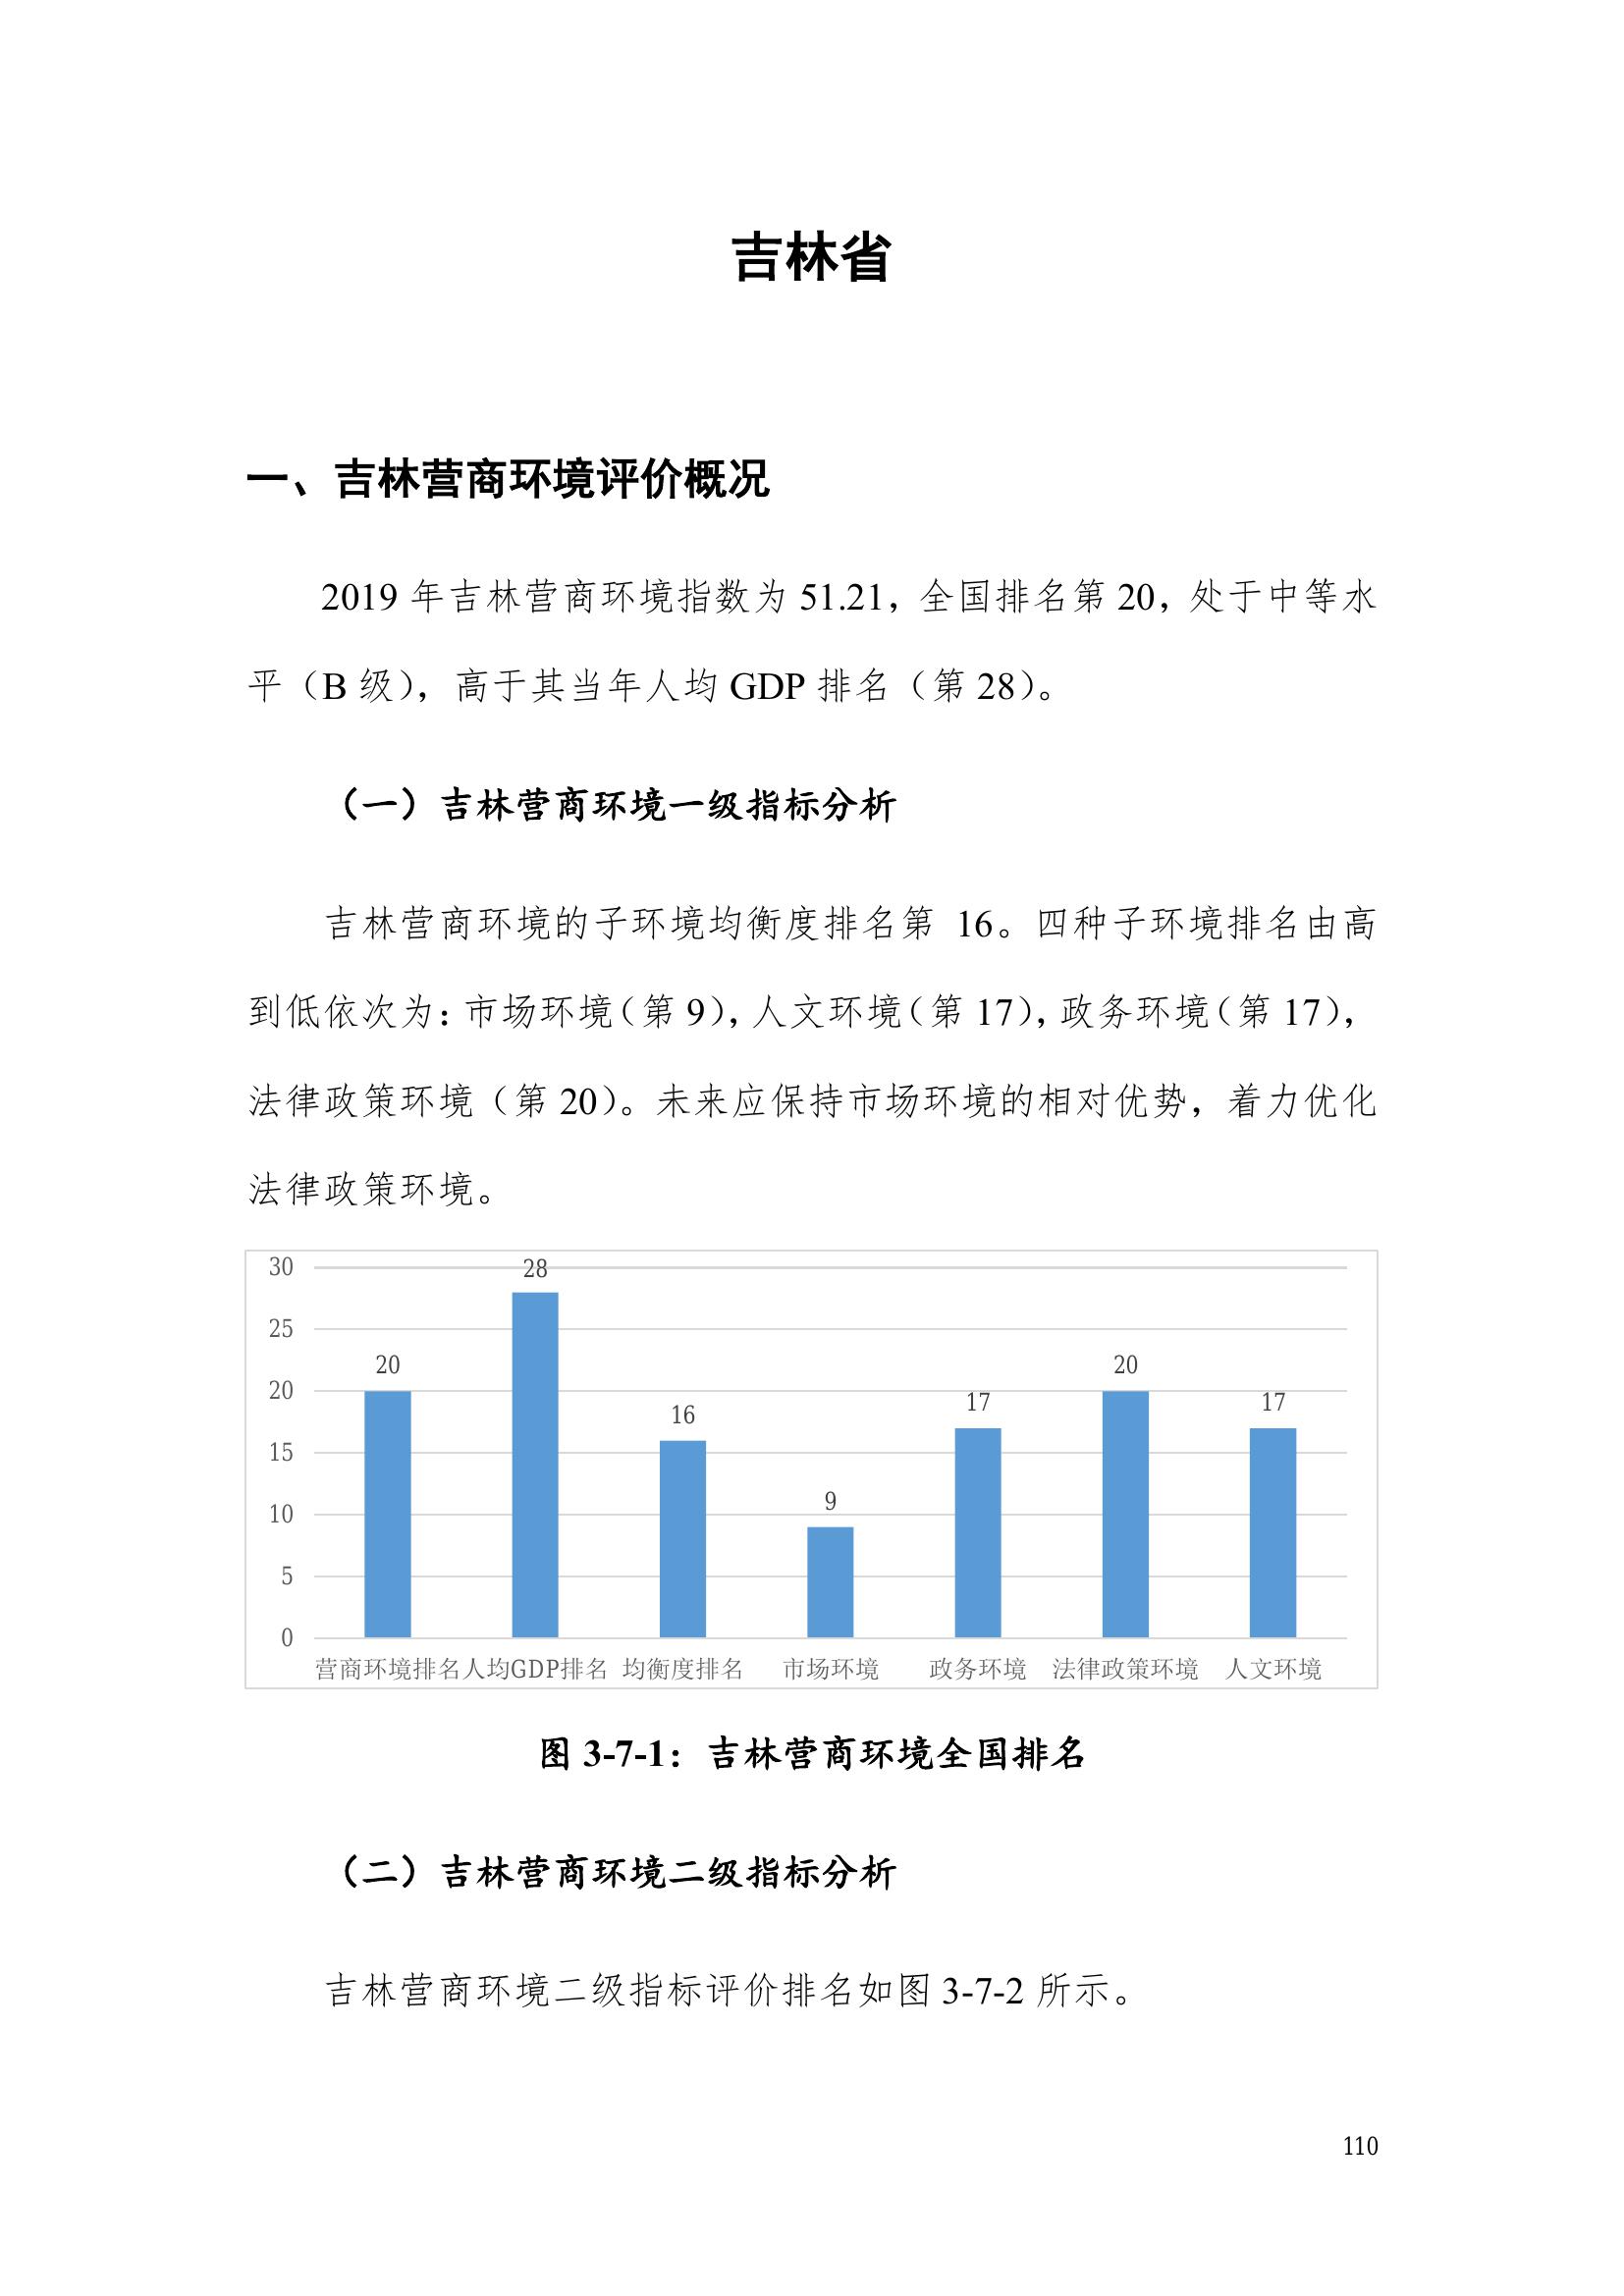 吉林省
一、吉林营商环境评价概况
2019 年吉林营商环境指数为 51.21，全国排名第 20，处于中等水
平（B 级），高于其当年人均 GDP 排名（第 28）。
（一）吉林营商环境一级指标分析
吉林营商环境的子环境均衡度排名第 16。四种子环境排名由高
到低依次为：市场环境（第 9），人文环境（第 17），政务环境（第 17），
法律政策环境（第 20）。未来应保持市场环境的相对优势，着力优化
法律政策环境。
30
28
25
20
20
20
17
17
16
15
9
10
5
0
营商环境排名 人均GDP排名 均衡度排名 市场环境 政务环境 法律政策环境 人文环境
图 3-7-1：吉林营商环境全国排名
（二）吉林营商环境二级指标分析
吉林营商环境二级指标评价排名如图 3-7-2 所示。
110